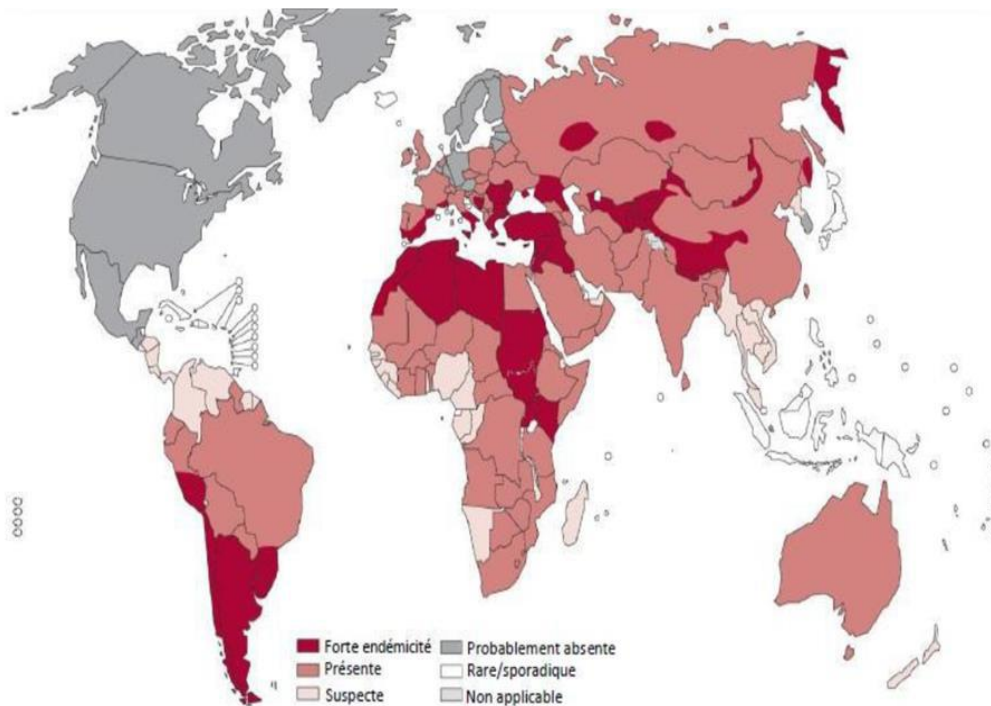 Forte endémicité
Probablement absente
Présente
Rare/sporadique
Suspecte
Non applicable